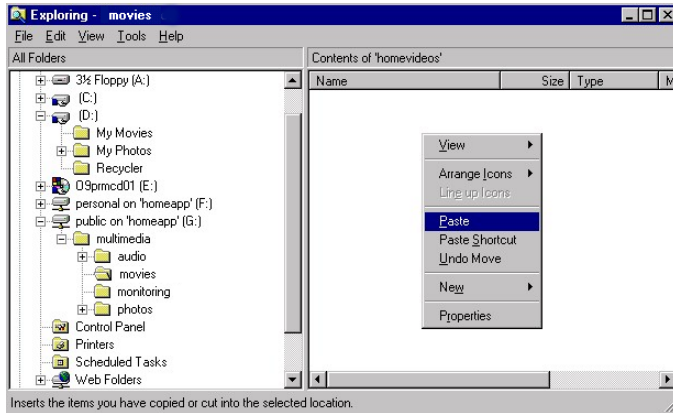 Exploring - movies
File Edit View Tools Help
All Folders
Contents of 'homevideos'
Name Size Type M
3½ Floppy (A:)
(C:)
(D:)
My Movies
My Photos
Recycler
09prmcd01 (E:)
personal on 'homeapp' (F:)
public on 'homeapp' (G:)
multimedia
audio
movies
monitoring
photos
Control Panel
Printers
Scheduled Tasks
Web Folders
View
Arrange Icons
Line up Icons
Paste
Paste Shortcut
Undo Move
New
Properties
Inserts the items you have copied or cut into the selected location.